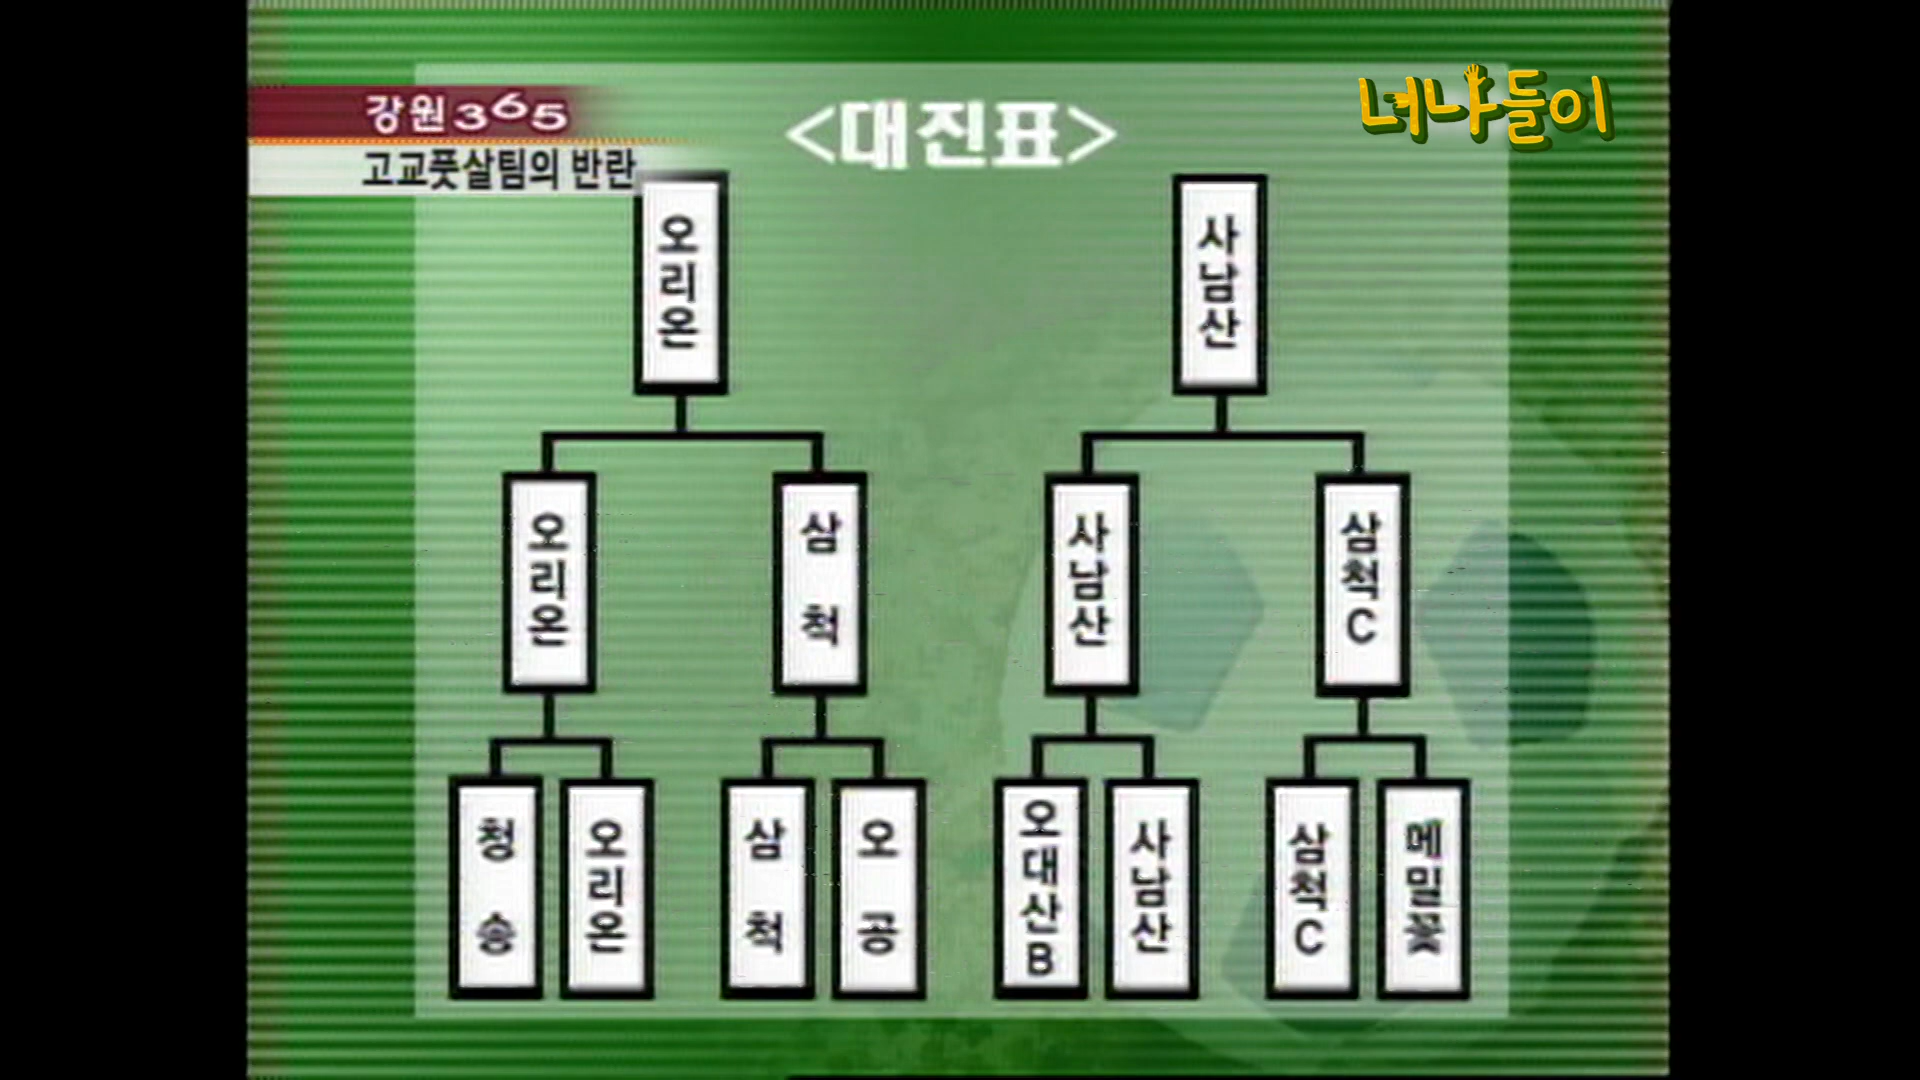 강원365
고교풋살팀의 반란
<대진표>
너나들이
오리온
사남산
오리온
삼척
사남산
삼척C
청송
오리온
삼척
오공
오대산B
사남산
삼척C
메밀꽃